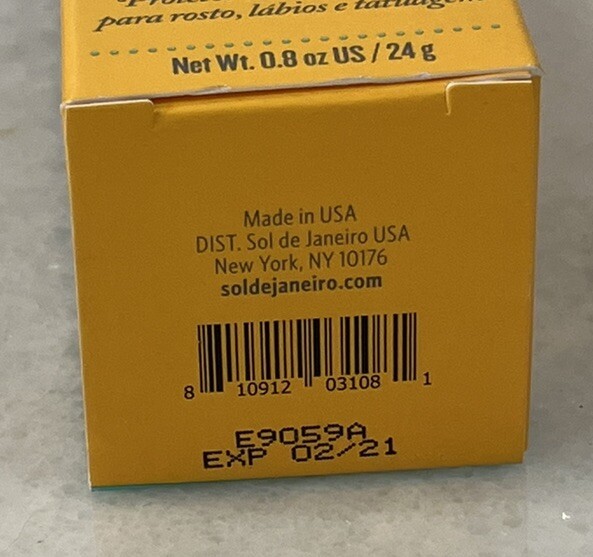 para rosto, lábios e
Net Wt. 0.8 oz US / 24 g
Made in USA
DIST. Sol de Janeiro USA
New York, NY 10176
soldejaneiro.com
8 10912 03108 1
E9059A
EXP 02/21